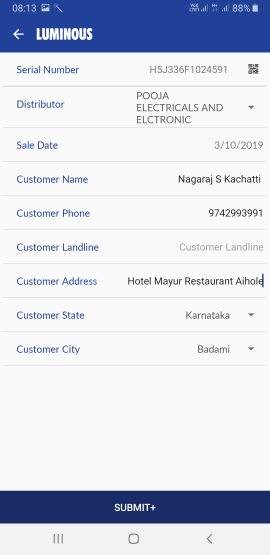 08:13 88%
LUMINOUS
Serial Number H5J336F1024591
Distributor POOJA
ELECTRICALS AND
ELCTRONIC
Sale Date 3/10/2019
Customer Name Nagaraj S Kachatti
Customer Phone 9742993991
Customer Landline Customer Landline
Customer Address Hotel Mayur Restaurant Aihole
Customer State Karnataka
Customer City Badami
SUBMIT+